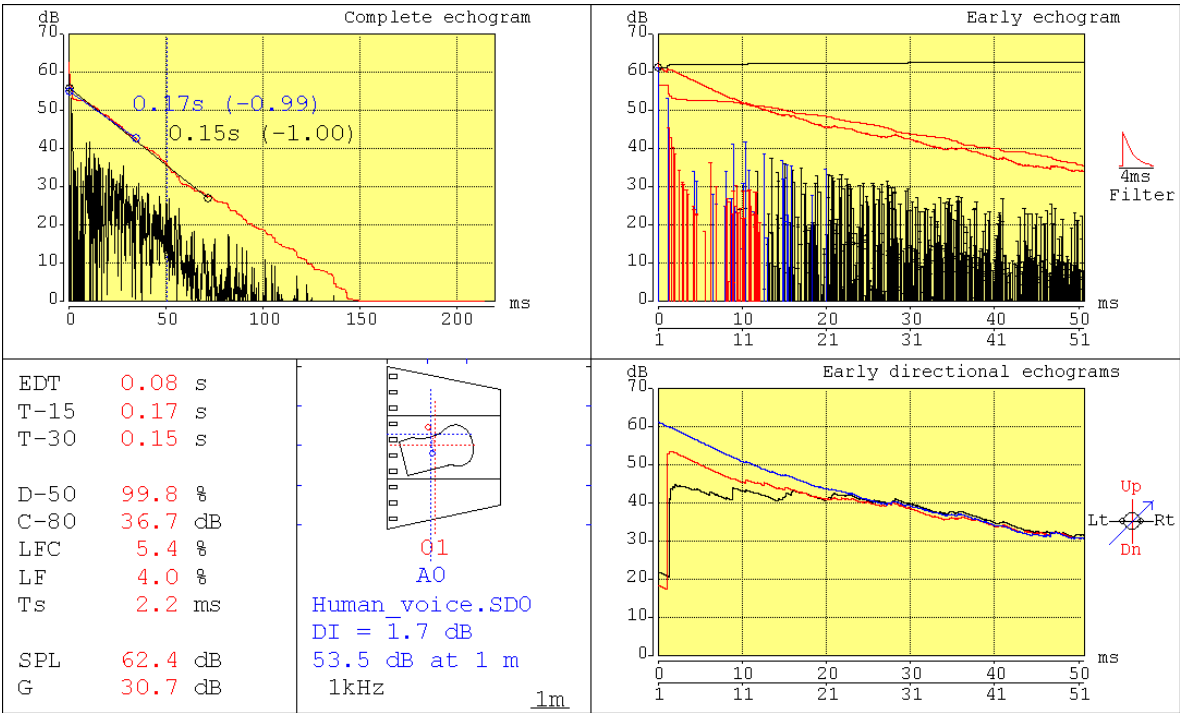 dB Complete echogram
70
60
50
40
30
20
10
0
0.17s (-0.99)
0.15s (-1.00)
0 50 100 150 200 ms
dB Early echogram
70
60
50
40
30
20
10
0
1 10 21 30 40 50 ms
1 11 21 31 41 51
4ms
Filter
EDT 0.08 s
T-15 0.17 s
T-30 0.15 s
D-50 99.8 %
C-80 36.7 dB
LFC 5.4 %
LF 4.0 %
Ts 2.2 ms
SPL 62.4 dB
G 30.7 dB
01
A0
Human_voice.SD0
DI = 1.7 dB
53.5 dB at 1 m
1kHz
1m
dB Early directional echograms
70
60
50
40
30
20
10
0
0 10 21 30 40 50 ms
1 11 21 31 41 51
Up
Lt Rt
Dn